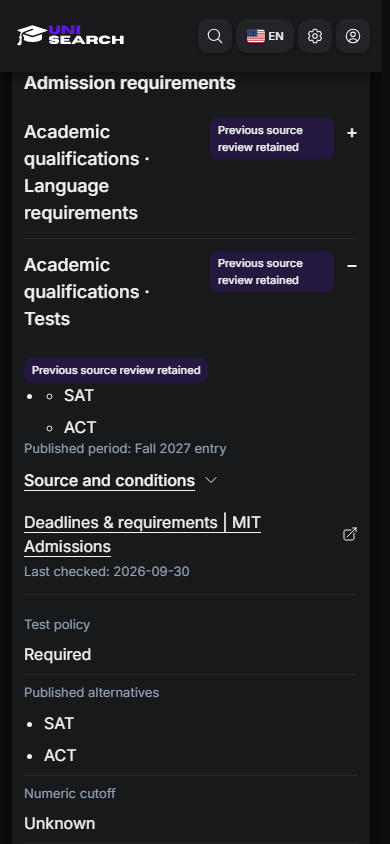 UNI
SEARCH
EN
Admission requirements
Academic
qualifications ·
Language
requirements
Previous source
review retained
+
Academic
qualifications ·
Tests
Previous source
review retained
−
Previous source review retained
SAT
ACT
Published period: Fall 2027 entry
Source and conditions
Deadlines & requirements | MIT
Admissions
Last checked: 2026-09-30
Test policy
Required
Published alternatives
SAT
ACT
Numeric cutoff
Unknown